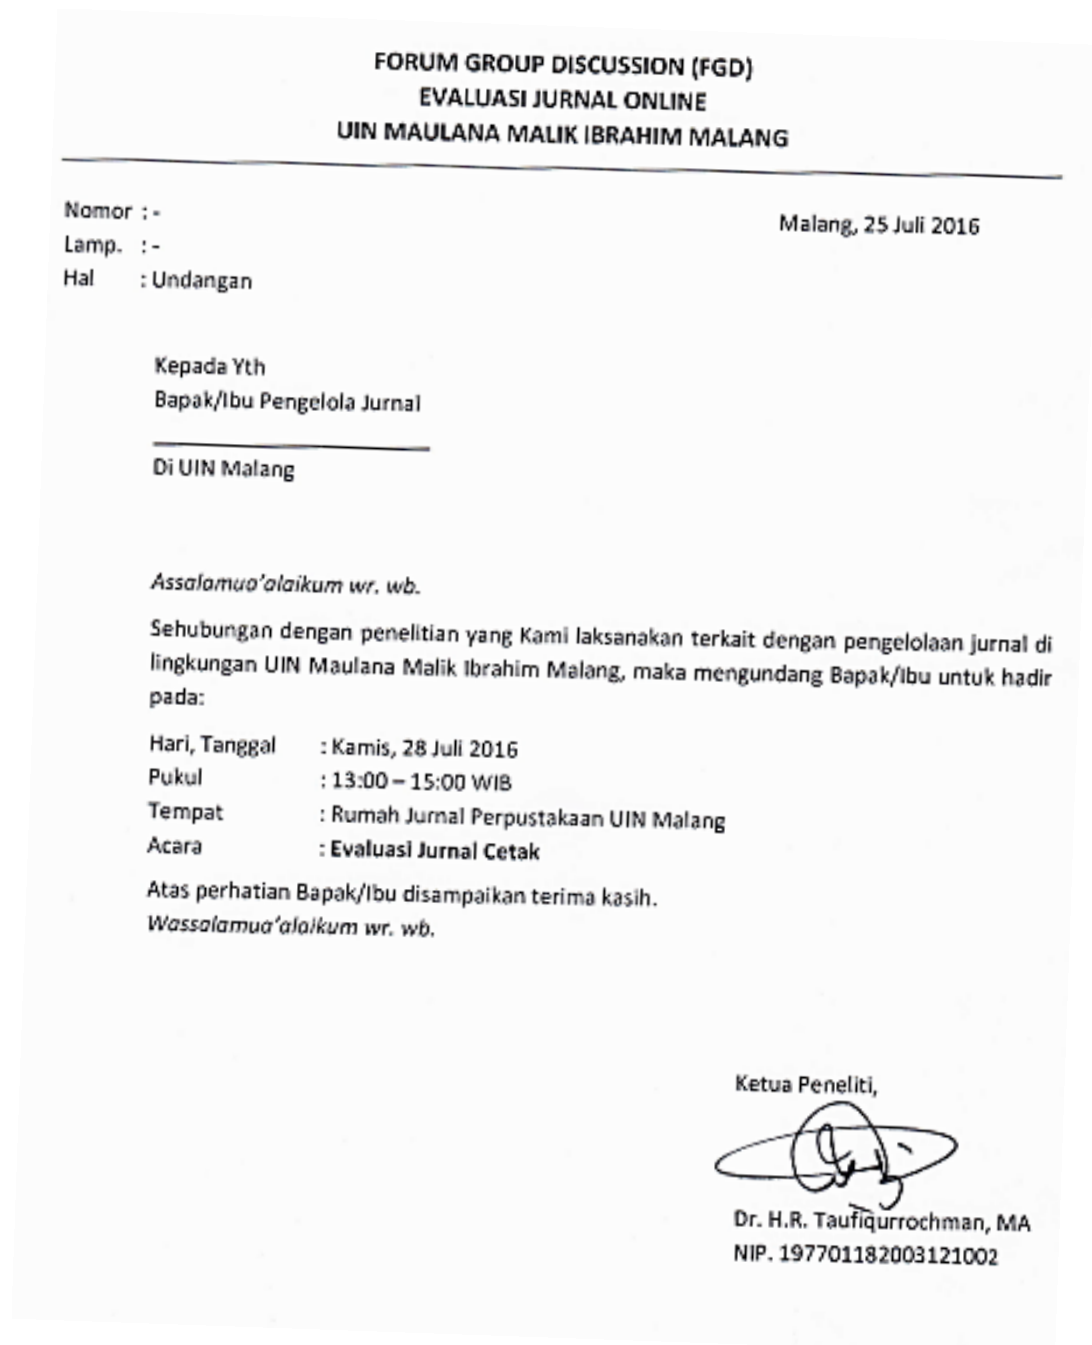 FORUM GROUP DISCUSSION (FGD)
EVALUASI JURNAL ONLINE
UIN MAULANA MALIK IBRAHIM MALANG
Nomor : -
Malang, 25 Juli 2016
Lamp. : -
Hal : Undangan
Kepada Yth
Bapak/Ibu Pengelola Jurnal
Di UIN Malang
Assalamua'alaikum wr. wb.
Sehubungan dengan penelitian yang Kami laksanakan terkait dengan pengelolaan jurnal di
lingkungan UIN Maulana Malik Ibrahim Malang, maka mengundang Bapak/Ibu untuk hadir
pada:
Hari, Tanggal : Kamis, 28 Juli 2016
Pukul : 13:00 – 15:00 WIB
Tempat : Rumah Jurnal Perpustakaan UIN Malang
Acara : Evaluasi Jurnal Cetak
Atas perhatian Bapak/Ibu disampaikan terima kasih.
Wassalamua'alaikum wr. wb.
Ketua Peneliti,
Dr. H.R. Taufiqurrochman, MA
NIP. 197701182003121002